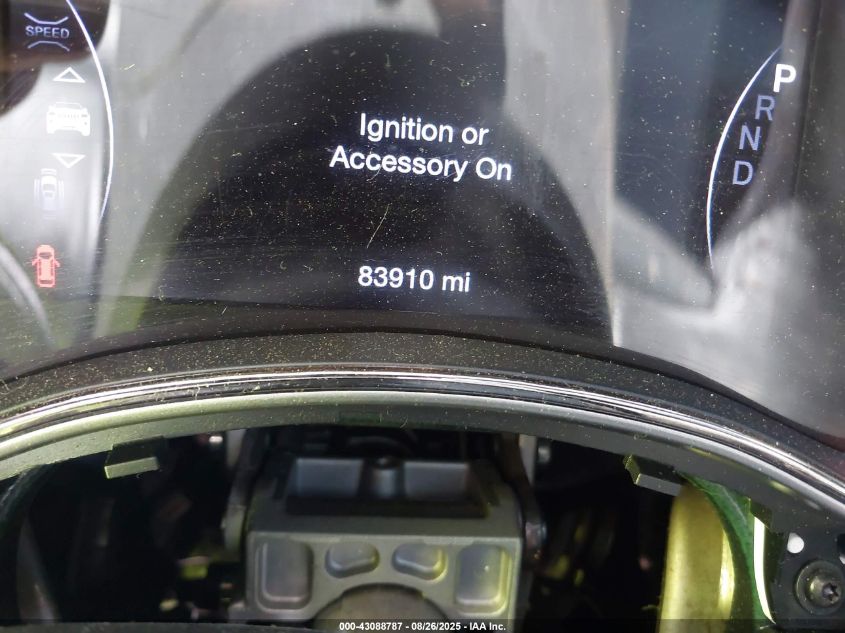 SPEED
Ignition or
Accessory On
83910 mi
P
R
N
D
000-43088787 - 08/26/2025 - IAA Inc.